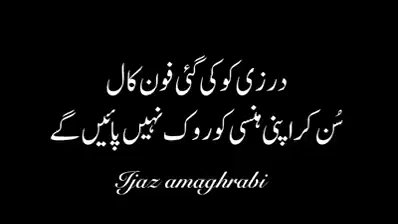 درزی کو کی گئی فون کال
سُن کر اپنی ہنسی کو روک نہیں پائیں گے
Ijaz amaghrabi